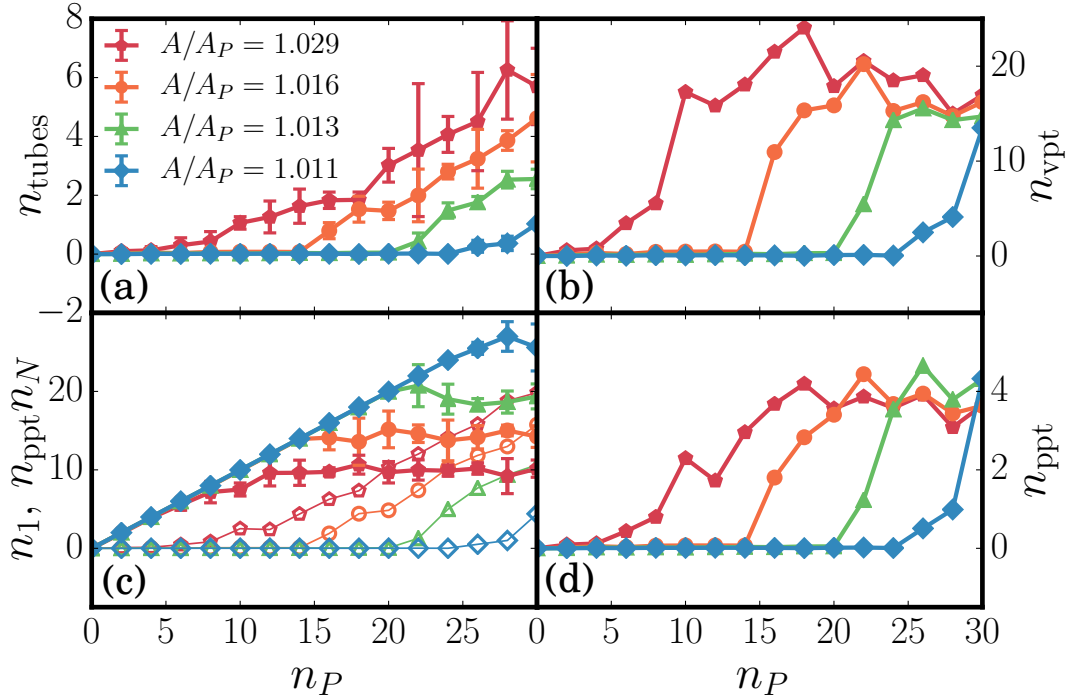 8
6
4
2
0
−2
n_tubes
A/A_P = 1.029
A/A_P = 1.016
A/A_P = 1.013
A/A_P = 1.011
(a)
(b)
20
10
0
n_vpt
20
10
0
n_1, n_ppt n_N
(c)
(d)
4
2
0
n_ppt
0 5 10 15 20 25 0 5 10 15 20 25 30
n_P n_P